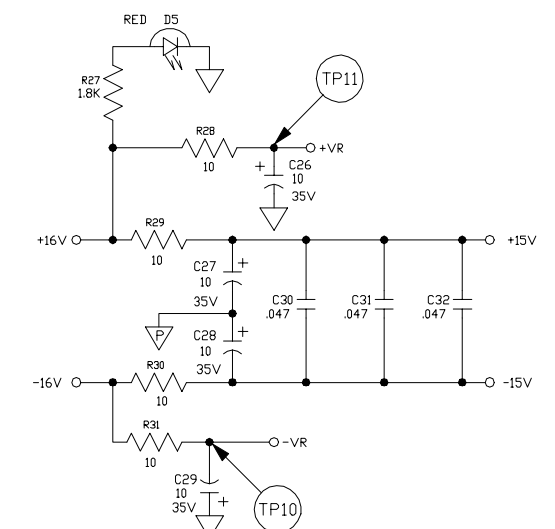 RED D5
R27
1.8K
TP11
R28
10
+VR
+ C26
10
35V
R29
+16V
+15V
10
C27 +
10
35V
C30
.047
C31
.047
C32
.047
P
C28 +
10
35V
R30
-16V
-15V
10
R31
10
-VR
C29
10
35V +
TP10